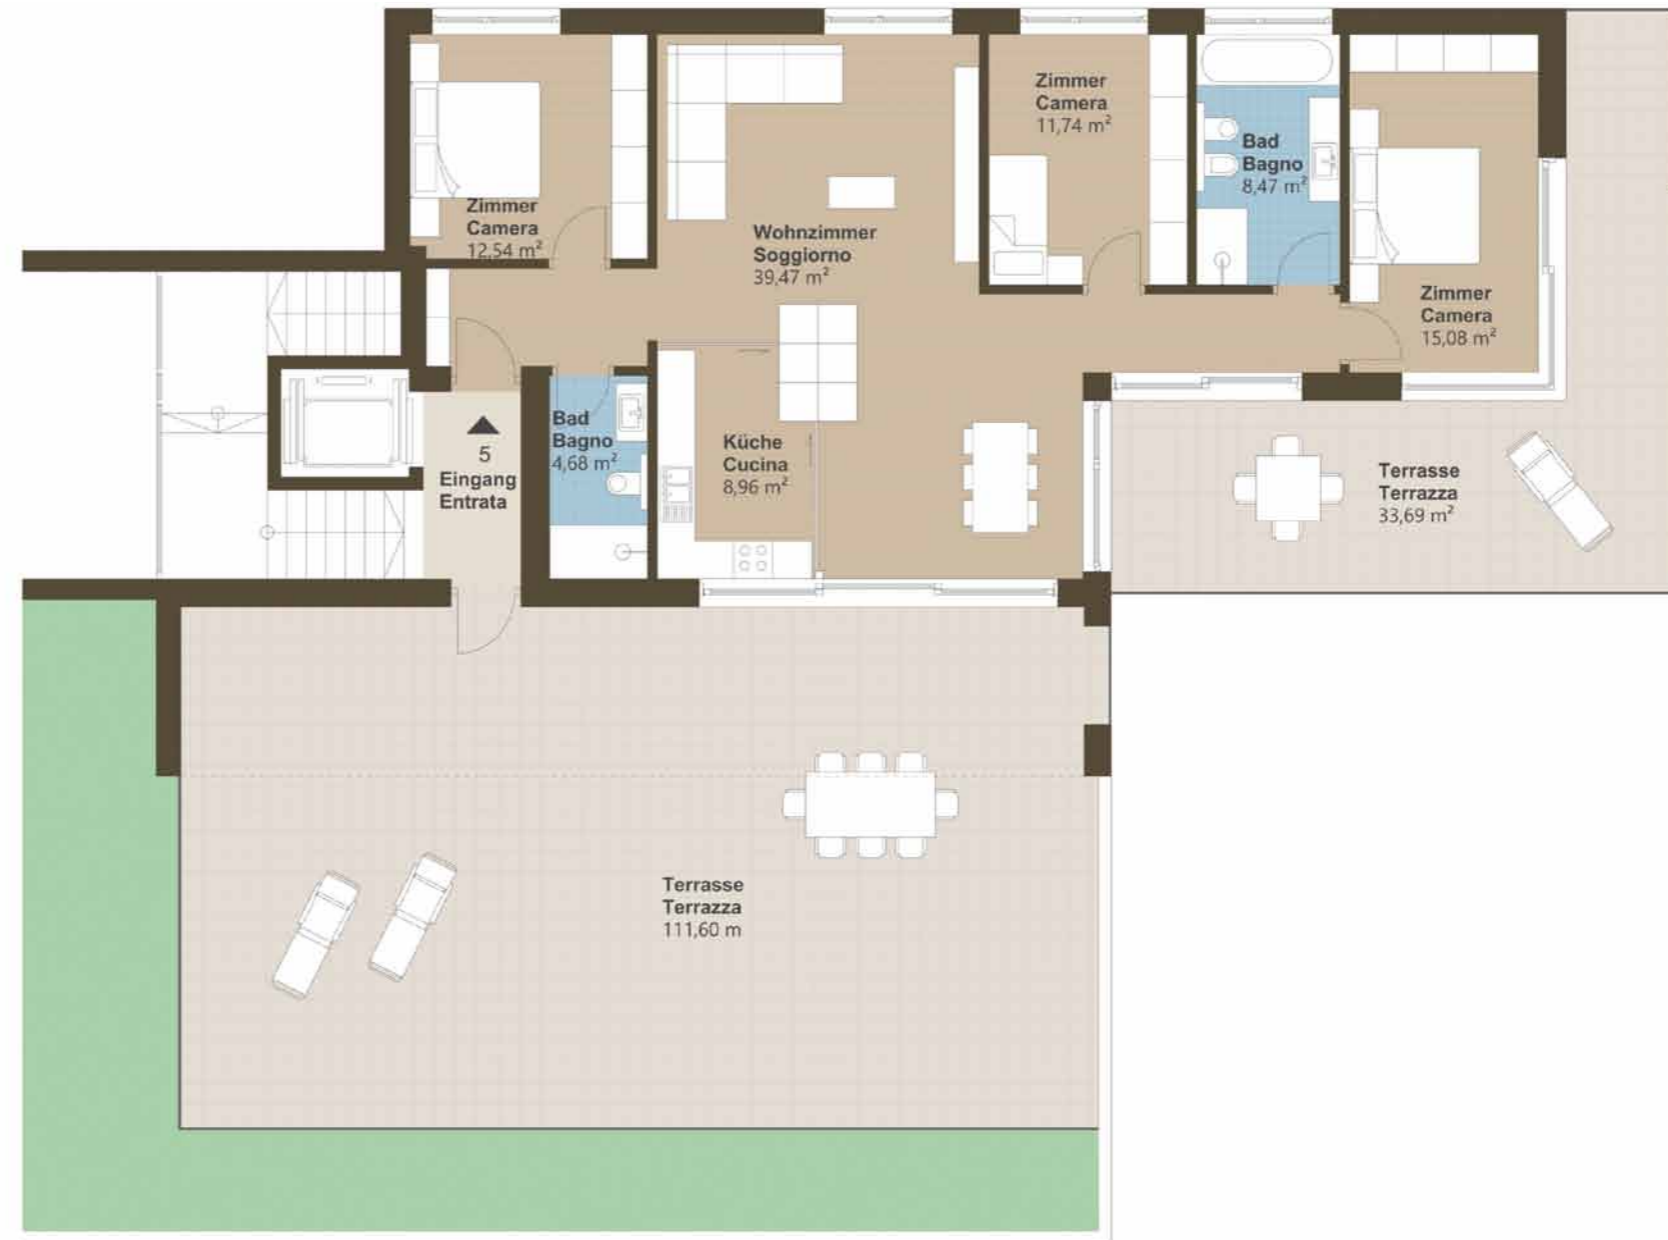 Zimmer
Camera
12,54 m²
Wohnzimmer
Soggiorno
39,47 m²
Zimmer
Camera
11,74 m²
Bad
Bagno
8,47 m²
Zimmer
Camera
15,08 m²
5
Eingang
Entrata
Bad
Bagno
4,68 m²
Küche
Cucina
8,96 m²
Terrasse
Terrazza
33,69 m²
Terrasse
Terrazza
111,60 m